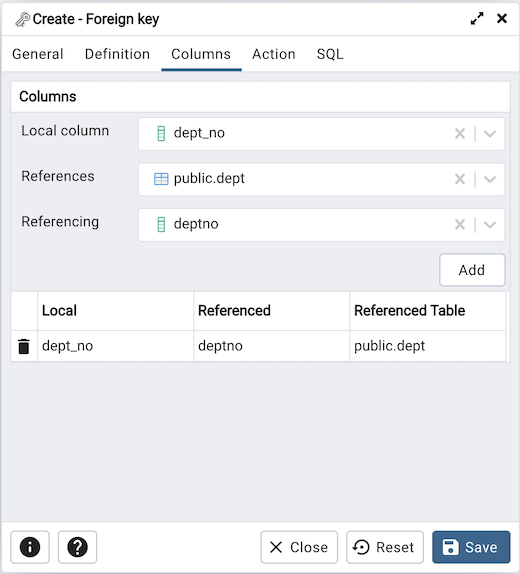 Create - Foreign key
General Definition Columns Action SQL
Columns
Local column dept_no
References public.dept
Referencing deptno
Add
Local Referenced Referenced Table
dept_no deptno public.dept
Close Reset Save